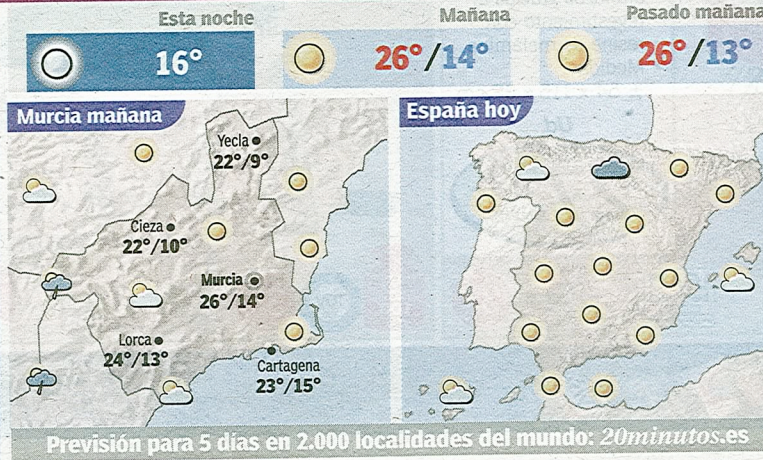 Esta noche
16°
Mañana
26°/14°
Pasado mañana
26°/13°
Murcia mañana
Yecla
22°/9°
Cieza
22°/10°
Murcia
26°/14°
Lorca
24°/13°
Cartagena
23°/15°
España hoy
Previsión para 5 días en 2.000 localidades del mundo: 20minutos.es